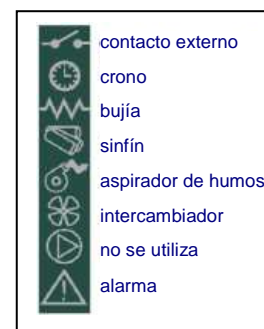 contacto externo
crono
bujía
sinfín
aspirador de humos
intercambiador
no se utiliza
alarma